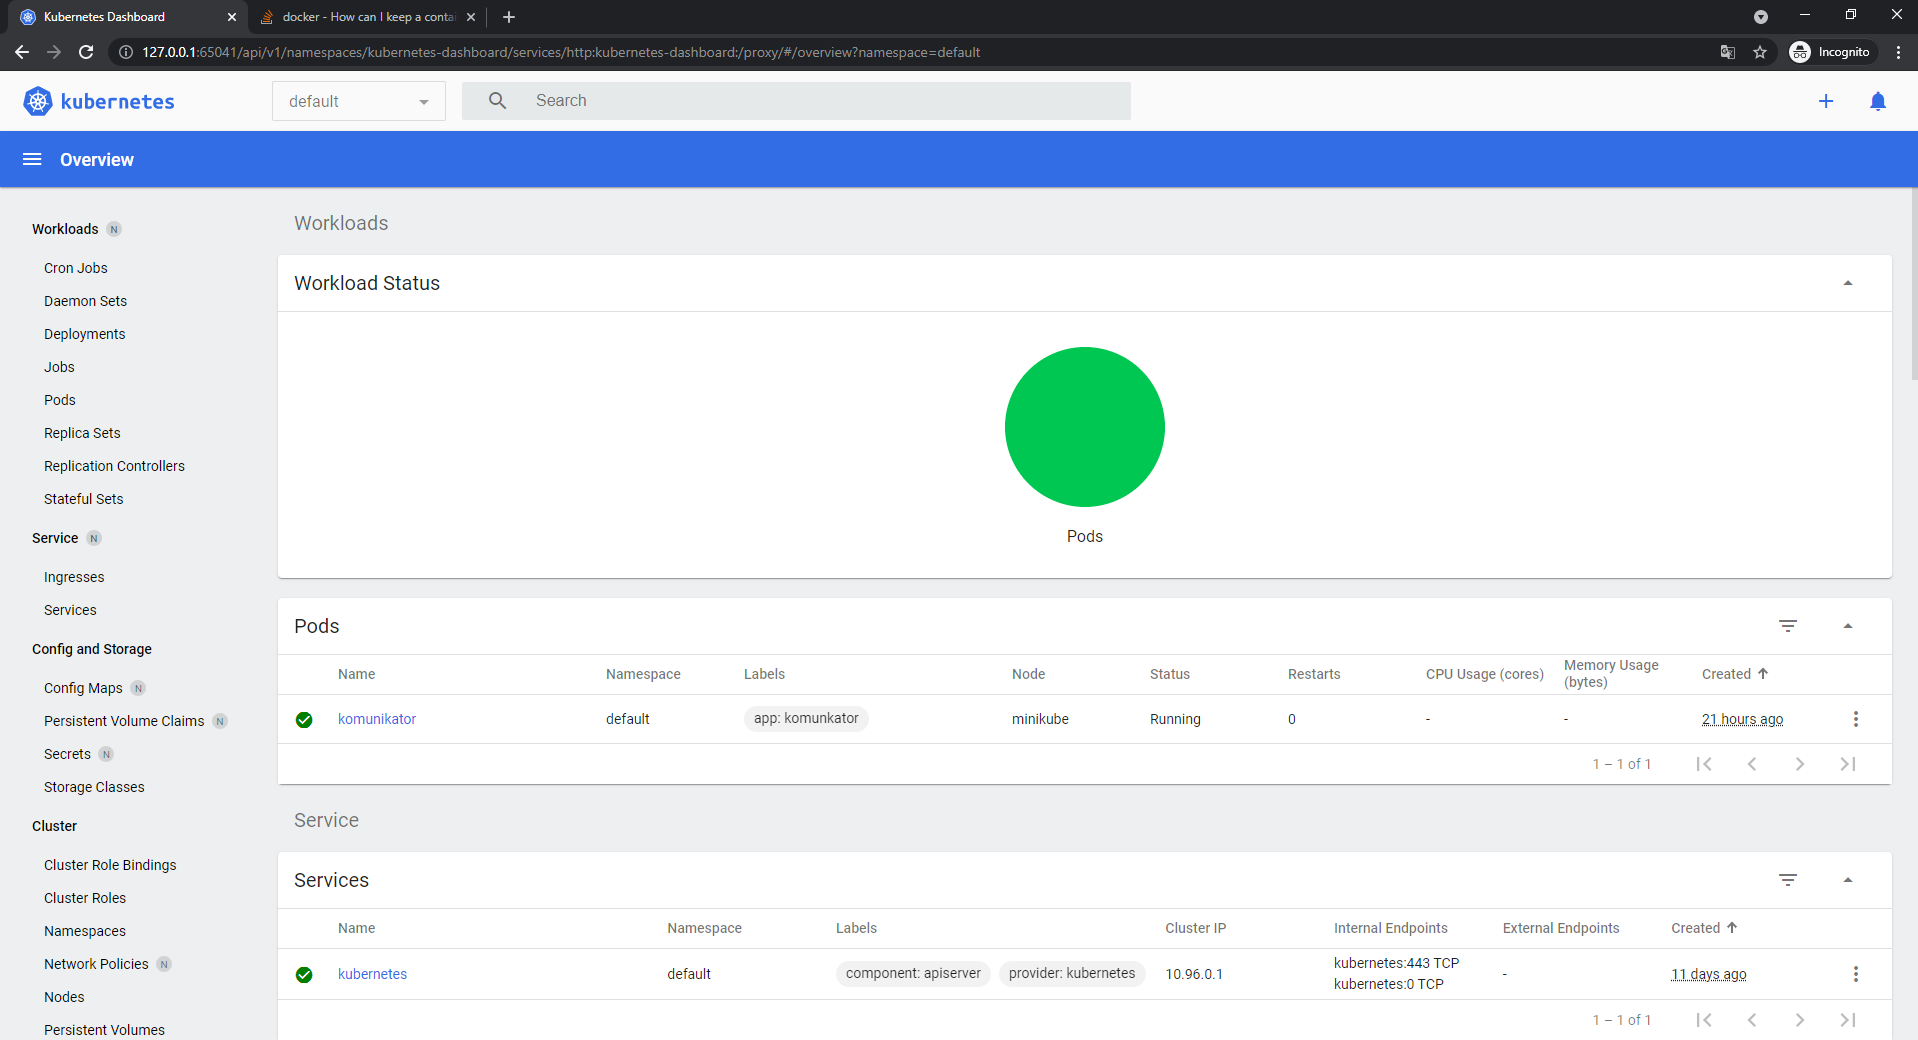 Kubernetes Dashboard
docker - How can I keep a conta
127.0.0.1:65041/api/v1/namespaces/kubernetes-dashboard/services/http:kubernetes-dashboard:/proxy/#/overview?namespace=default
Incognito
kubernetes
default
Search
Overview
Workloads N
Cron Jobs
Daemon Sets
Deployments
Jobs
Pods
Replica Sets
Replication Controllers
Stateful Sets
Service N
Ingresses
Services
Config and Storage
Config Maps N
Persistent Volume Claims N
Secrets N
Storage Classes
Cluster
Cluster Role Bindings
Cluster Roles
Namespaces
Network Policies N
Nodes
Persistent Volumes
Workloads
Workload Status
Pods
Pods
Name Namespace Labels Node Status Restarts CPU Usage (cores) Memory Usage (bytes) Created
komunikator default app: komunkator minikube Running 0 - - 21 hours ago
1 – 1 of 1
Service
Services
Name Namespace Labels Cluster IP Internal Endpoints External Endpoints Created
kubernetes default component: apiserver provider: kubernetes 10.96.0.1 kubernetes:443 TCP - 11 days ago
kubernetes:0 TCP
1 – 1 of 1